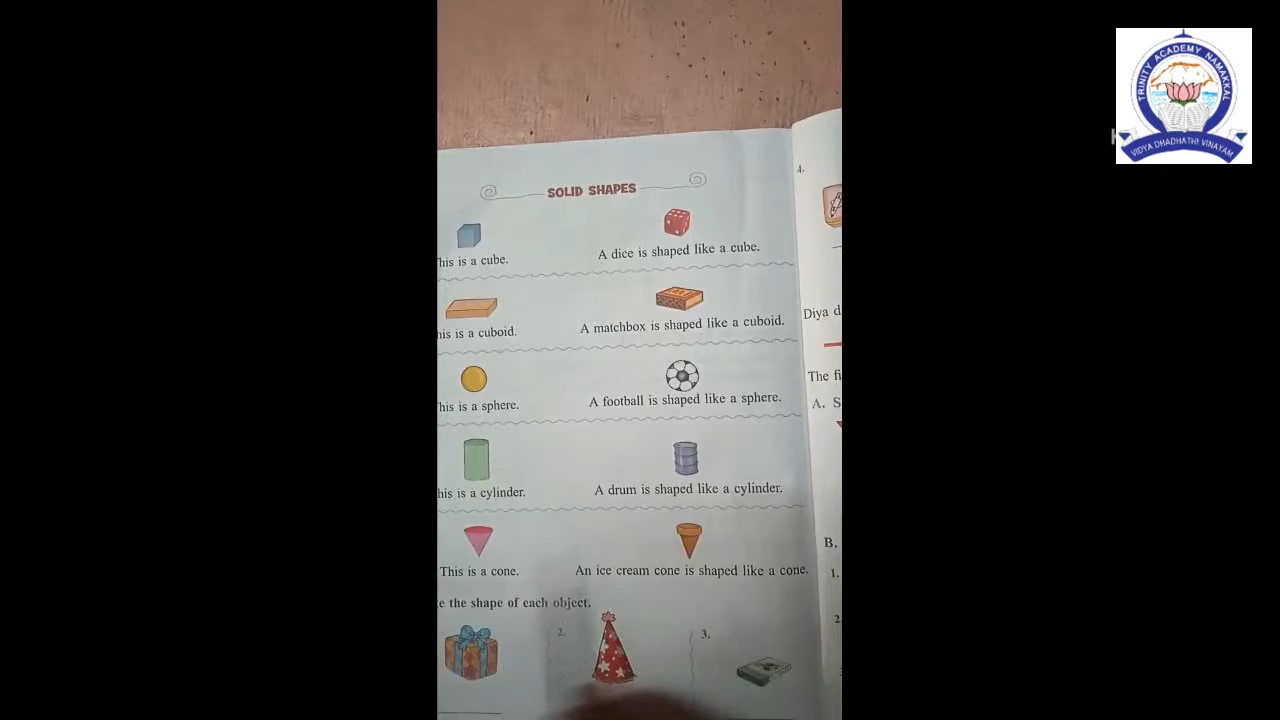 TRINITY ACADEMY NAMAKKAL
VIDYA DHADHATHI VINAYAM
SOLID SHAPES
his is a cube.
A dice is shaped like a cube.
his is a cuboid.
A matchbox is shaped like a cuboid.
his is a sphere.
A football is shaped like a sphere.
his is a cylinder.
A drum is shaped like a cylinder.
This is a cone.
An ice cream cone is shaped like a cone.
e the shape of each object.
2.
3.
4.
Diya d
The fi
A. S
B.
1.
2